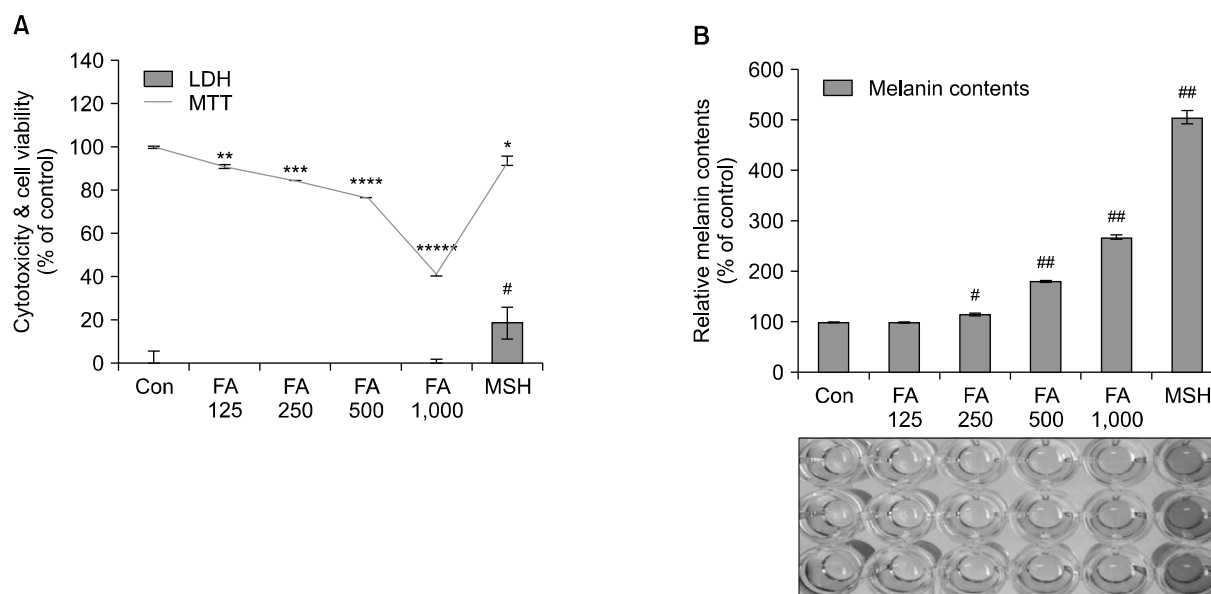 A
Cytotoxicity & cell viability
(% of control)
140
120
100
80
60
40
20
0
LDH
MTT
**
***
****
*****
*
#
Con
FA
125
FA
250
FA
500
FA
1,000
MSH
B
Relative melanin contents
(% of control)
600
500
400
300
200
100
0
Melanin contents
#
##
##
##
Con
FA
125
FA
250
FA
500
FA
1,000
MSH